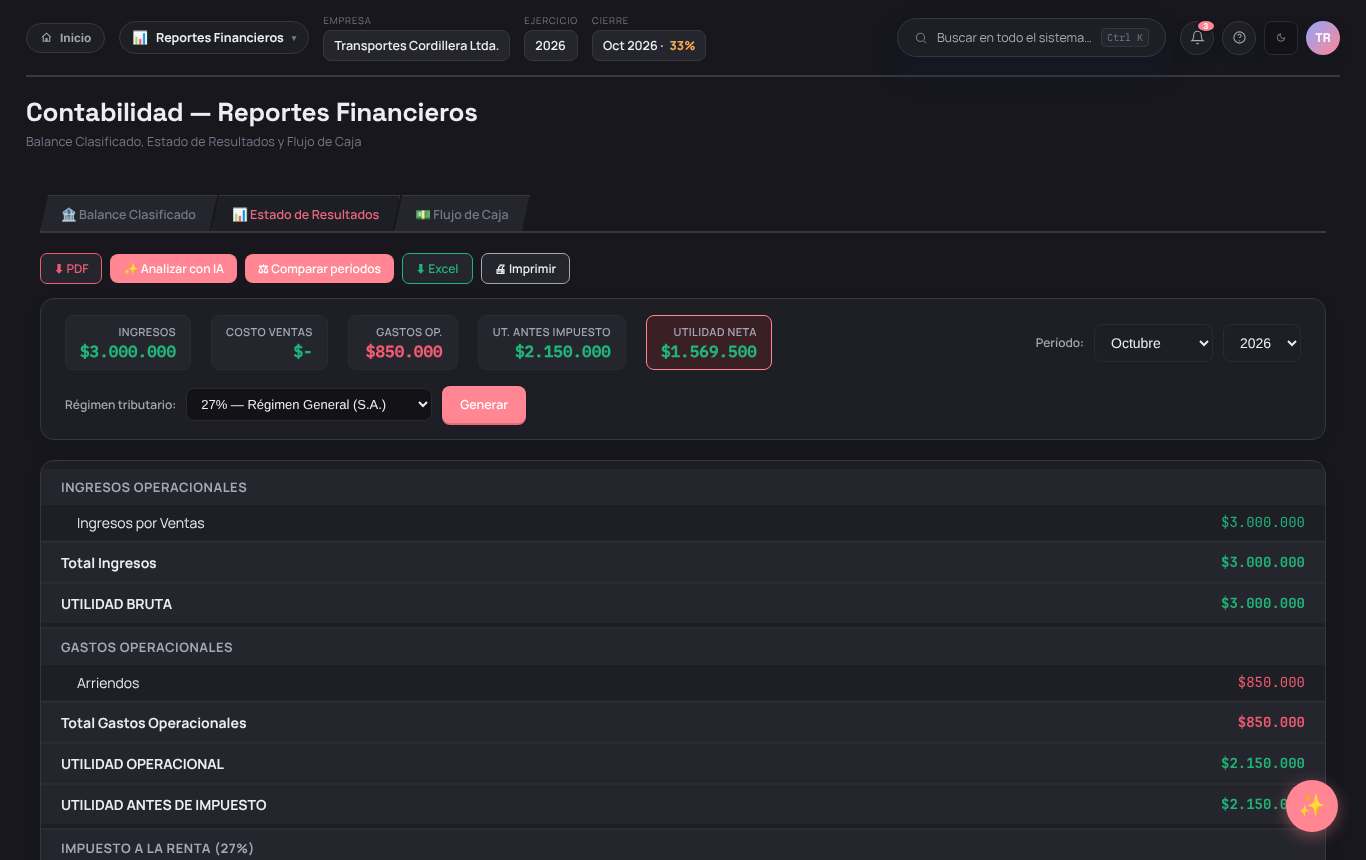 Inicio
📊 Reportes Financieros ▾
EMPRESA
Transportes Cordillera Ltda.
EJERCICIO
2026
CIERRE
Oct 2026 · 33%
Buscar en todo el sistema... Ctrl K
3
TR
Contabilidad — Reportes Financieros
Balance Clasificado, Estado de Resultados y Flujo de Caja
🏦 Balance Clasificado
📊 Estado de Resultados
💵 Flujo de Caja
⬇ PDF
✨ Analizar con IA
⚖ Comparar períodos
⬇ Excel
🖨 Imprimir
INGRESOS
$3.000.000
COSTO VENTAS
$-
GASTOS OP.
$850.000
UT. ANTES IMPUESTO
$2.150.000
UTILIDAD NETA
$1.569.500
Período: Octubre 2026
Régimen tributario: 27% — Régimen General (S.A.) Generar
INGRESOS OPERACIONALES
Ingresos por Ventas $3.000.000
Total Ingresos $3.000.000
UTILIDAD BRUTA $3.000.000
GASTOS OPERACIONALES
Arriendos $850.000
Total Gastos Operacionales $850.000
UTILIDAD OPERACIONAL $2.150.000
UTILIDAD ANTES DE IMPUESTO $2.150.0
IMPUESTO A LA RENTA (27%)